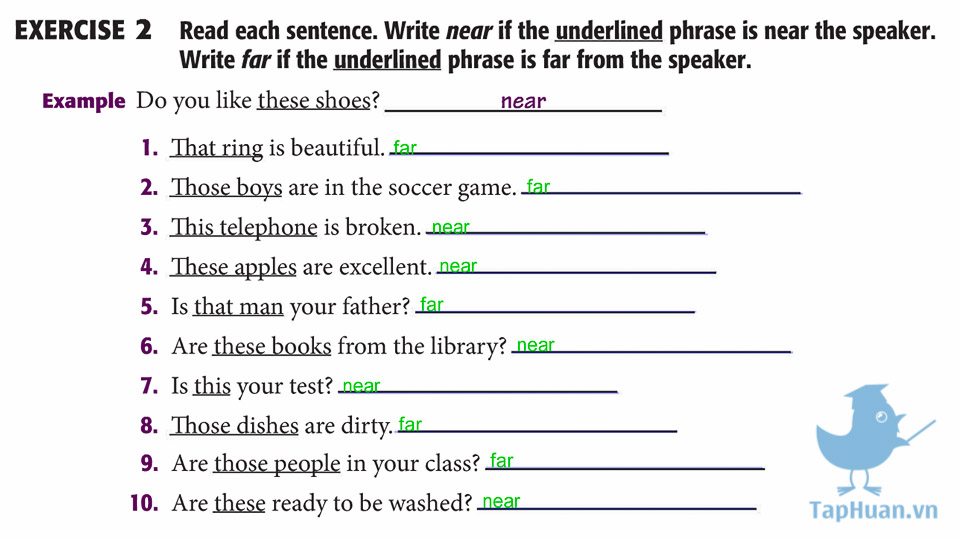 EXERCISE 2 Read each sentence. Write near if the underlined phrase is near the speaker.
Write far if the underlined phrase is far from the speaker.
Example Do you like these shoes? near
1. That ring is beautiful. far
2. Those boys are in the soccer game. far
3. This telephone is broken. near
4. These apples are excellent. near
5. Is that man your father? far
6. Are these books from the library? near
7. Is this your test? near
8. Those dishes are dirty. far
9. Are those people in your class? far
10. Are these ready to be washed? near
TapHuan.vn